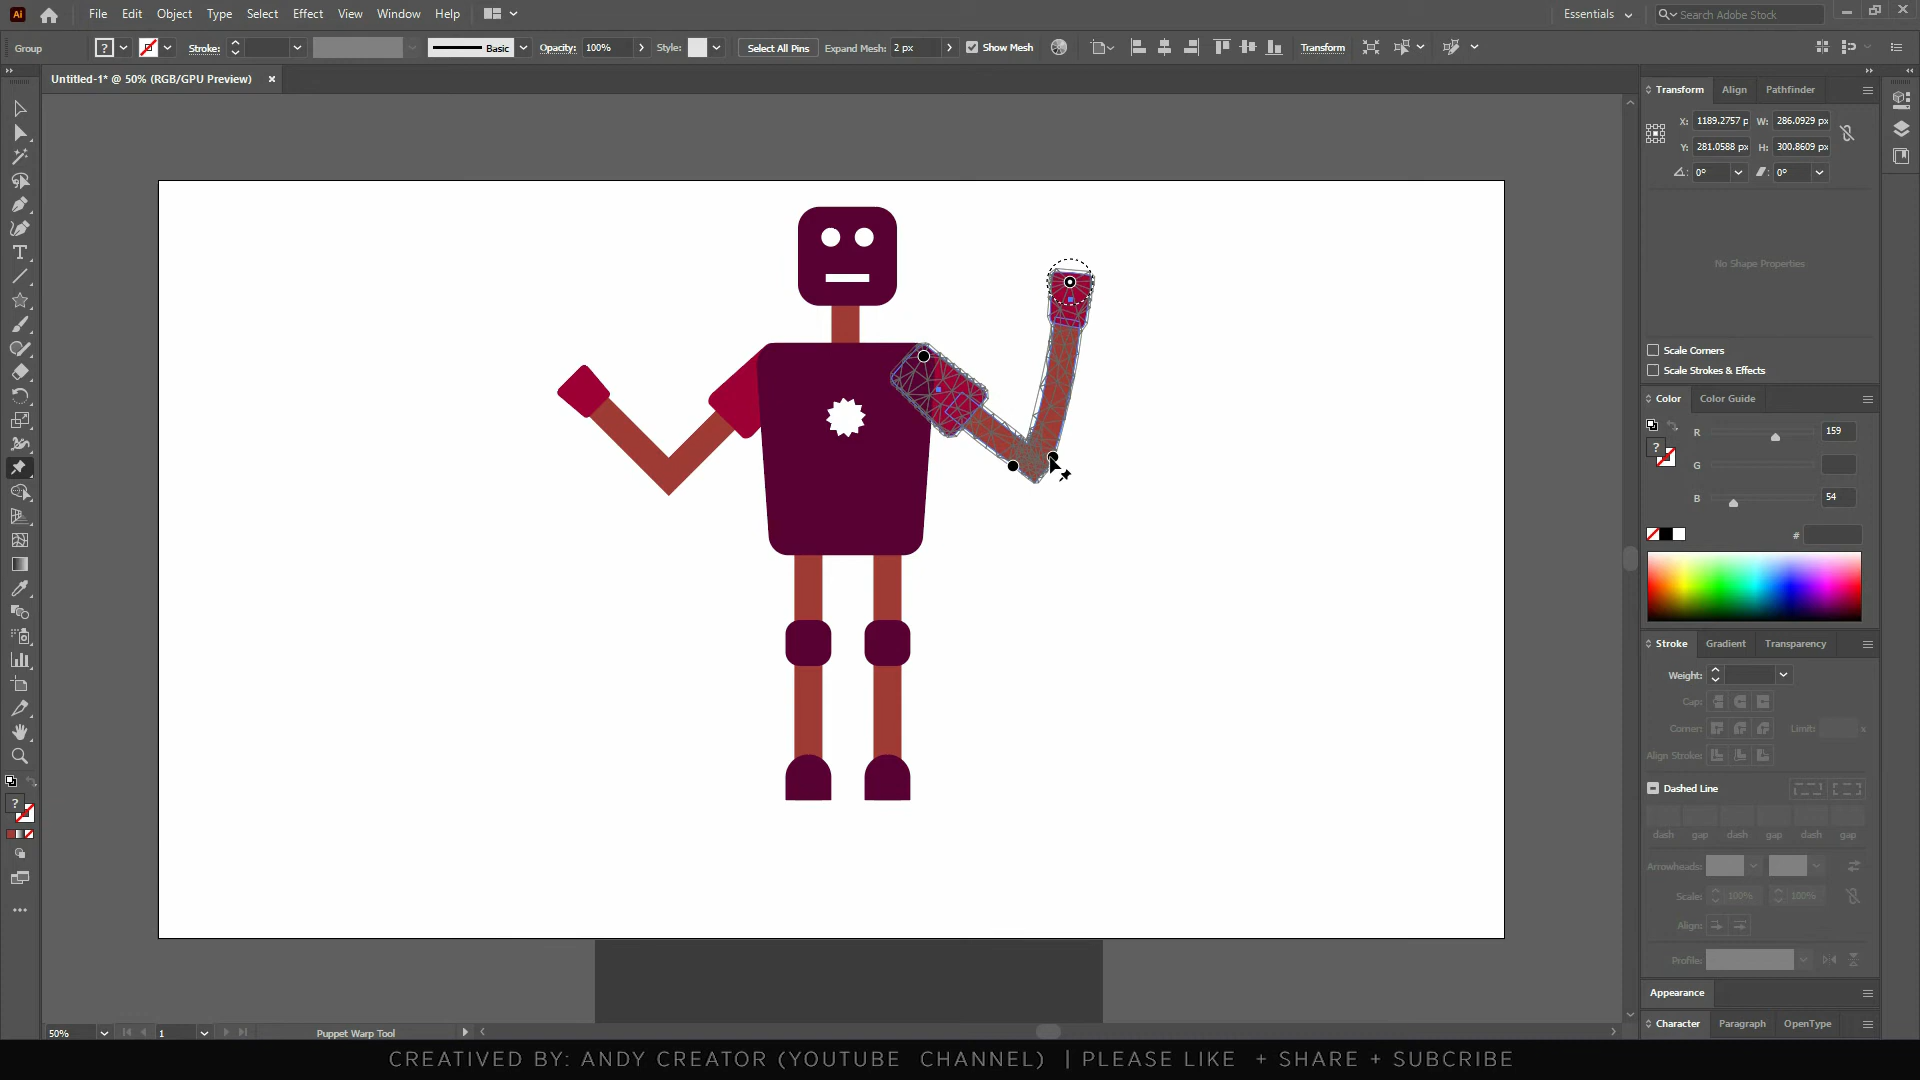 Ai File Edit Object Type Select Effect View Window Help Essentials Search Adobe Stock
Group ? Stroke: Basic Opacity: 100% Style: Select All Pins Expand Mesh: 2 px Show Mesh Transform
Untitled-1* @ 50% (RGB/GPU Preview) ×
Transform Align Pathfinder
X: 1189.2757 p W: 286.0929 px
Y: 281.0588 px H: 300.8609 px
0° 0°
No Shape Properties
Scale Corners
Scale Strokes & Effects
Color Color Guide
R 159
? G
B 54
#
Stroke Gradient Transparency
Weight:
Cap:
Corner: Limit: x
Align Stroke:
Dashed Line
dash gap dash gap dash gap
Arrowheads:
Scale: 100% 100%
Align:
Profile:
Appearance
Character Paragraph OpenType
50% 1 Puppet Warp Tool
CREATIVED BY: ANDY CREATOR (YOUTUBE CHANNEL) | PLEASE LIKE + SHARE + SUBCRIBE